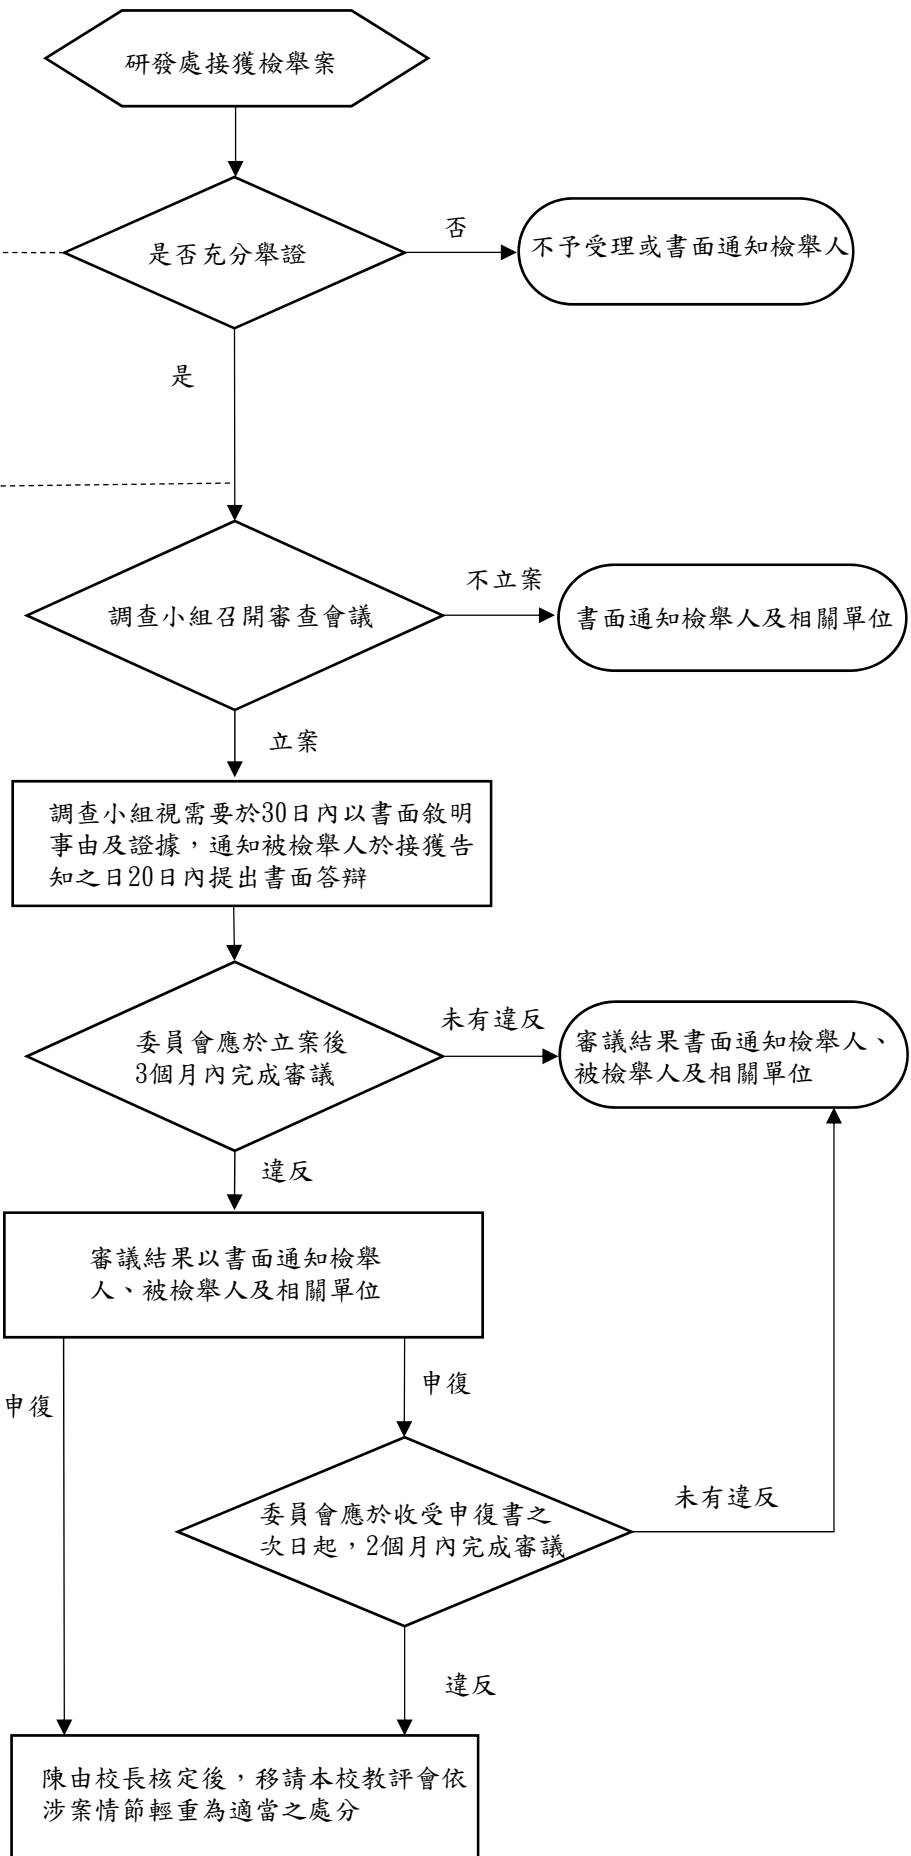 研發處接獲檢舉案
是否充分舉證
否
不予受理或書面通知檢舉人
是
調查小組召開審查會議
不立案
書面通知檢舉人及相關單位
立案
調查小組視需要於30日內以書面敘明
事由及證據，通知被檢舉人於接獲告
知之日20日內提出書面答辯
委員會應於立案後
3個月內完成審議
未有違反
審議結果書面通知檢舉人、
被檢舉人及相關單位
違反
審議結果以書面通知檢舉
人、被檢舉人及相關單位
申復
申復
委員會應於收受申復書之
次日起，2個月內完成審議
未有違反
違反
陳由校長核定後，移請本校教評會依
涉案情節輕重為適當之處分